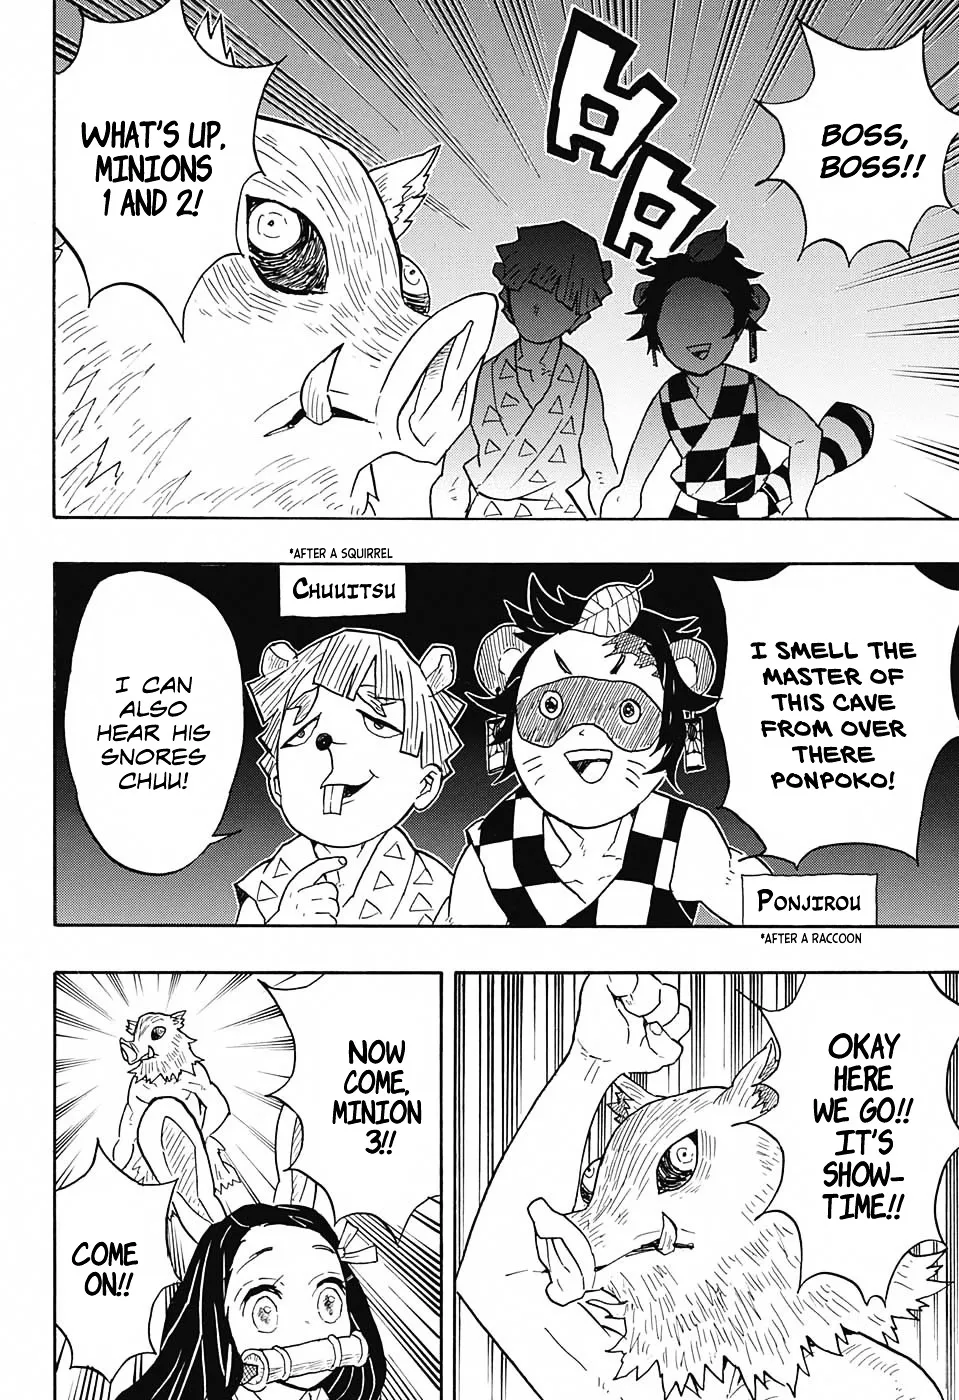 BOSS,
BOSS!!
ババ
WHAT'S UP,
MINIONS
1 AND 2!
I SMELL THE
MASTER OF
THIS CAVE
FROM OVER
THERE
PONPOKO!
PONJIROU
*AFTER A RACCOON
*AFTER A SQUIRREL
CHUUITSU
I CAN
ALSO
HEAR HIS
SNORES
CHUU!
OKAY
HERE
WE GO!!
IT'S
SHOW-
TIME!!
NOW
COME,
MINION
3!!
COME
ON!!